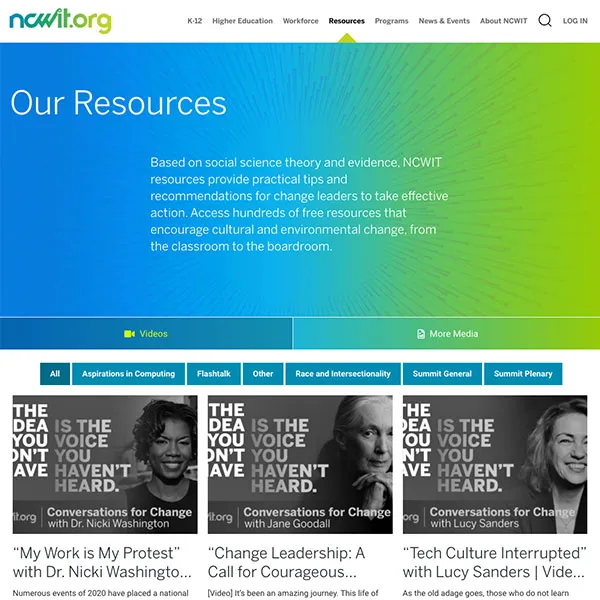 ncwit.org
K-12 Higher Education Workforce Resources Programs News & Events About NCWIT LOG IN
Our Resources
Based on social science theory and evidence, NCWIT
resources provide practical tips and
recommendations for change leaders to take effective
action. Access hundreds of free resources that
encourage cultural and environmental change, from
the classroom to the boardroom.
Videos
More Media
All Aspirations in Computing Flashtalk Other Race and Intersectionality Summit General Summit Plenary
THE
IDEA
YOU
DON'T
HAVE
IS THE
VOICE
YOU
HAVEN'T
HEARD.
wit.org
Conversations for Change
with Dr. Nicki Washington
THE
IDEA
YOU
DON'T
HAVE
IS THE
VOICE
YOU
HAVEN'T
HEARD.
wit.org
Conversations for Change
with Jane Goodall
THE
IDEA
YOU
DON'T
HAVE
IS THE
VOICE
YOU
HAVEN'T
HEARD.
wit.org
Conversations for Change
with Lucy Sanders
“My Work is My Protest”
with Dr. Nicki Washingto...
“Change Leadership: A
Call for Courageous...
“Tech Culture Interrupted”
with Lucy Sanders | Vide...
Numerous events of 2020 have placed a national
[Video] It's been an amazing journey. This life of
As the old adage goes, those who do not learn